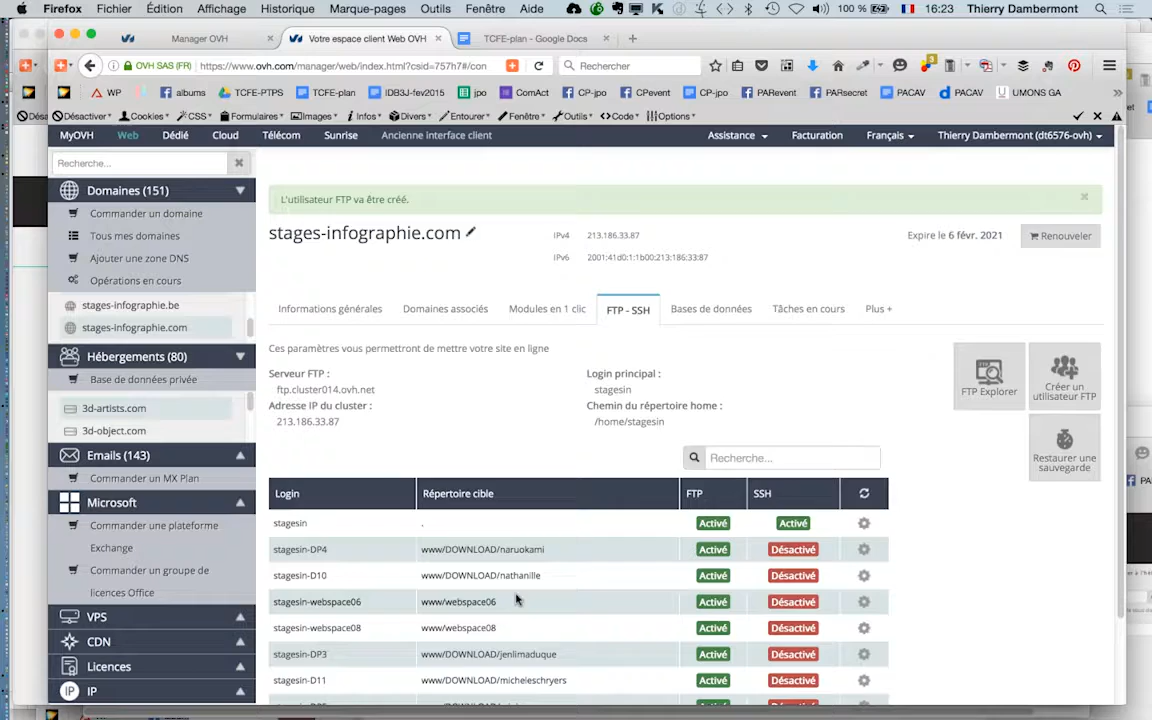 Firefox Fichier Édition Affichage Historique Marque-pages Outils Fenêtre Aide 100 % 16:23 Thierry Dambermont
Manager OVH Votre espace client Web OVH TCFE-plan - Google Docs
OVH SAS (FR) https://www.ovh.com/manager/web/index.html?csid=757h7#/con Rechercher 3
WP albums TCFE-PTPS TCFE-plan IDB3J-fev2015 jpo ComAct CP-jpo CPevent CP-jpo PARevent PARsecret PACAV PACAV UMONS GA
Désactiver Cookies CSS Formulaires Images Infos Divers Entourer Fenêtre Outils Code Options
MyOVH Web Dédié Cloud Télécom Sunrise Ancienne interface client Assistance Facturation Français Thierry Dambermont (dt6576-ovh)
Recherche...
Domaines (151)
Commander un domaine
Tous mes domaines
Ajouter une zone DNS
Opérations en cours
stages-infographie.be
stages-infographie.com
Hébergements (80)
Base de données privée
3d-artists.com
3d-object.com
Emails (143)
Commander un MX Plan
Microsoft
Commander une plateforme
Exchange
Commander un groupe de
licences Office
VPS
CDN
Licences
IP IP
L'utilisateur FTP va être créé.
stages-infographie.com
IPv4 213.186.33.87
IPv6 2001:41d0:1:1b00:213:186:33:87
Expire le 6 févr. 2021 Renouveler
Informations générales Domaines associés Modules en 1 clic FTP - SSH Bases de données Tâches en cours Plus +
Ces paramètres vous permettront de mettre votre site en ligne
Serveur FTP :
ftp.cluster014.ovh.net
Adresse IP du cluster :
213.186.33.87
Login principal :
stagesin
Chemin du répertoire home :
/home/stagesin
FTP Explorer
Créer un
utilisateur FTP
Restaurer une
sauvegarde
Recherche...
Login Répertoire cible FTP SSH
stagesin . Activé Activé
stagesin-DP4 www/DOWNLOAD/naruokami Activé Désactivé
stagesin-D10 www/DOWNLOAD/nathanille Activé Désactivé
stagesin-webspace06 www/webspace06 Activé Désactivé
stagesin-webspace08 www/webspace08 Activé Désactivé
stagesin-DP3 www/DOWNLOAD/jenlimaduque Activé Désactivé
stagesin-D11 www/DOWNLOAD/micheleschryers Activé Désactivé